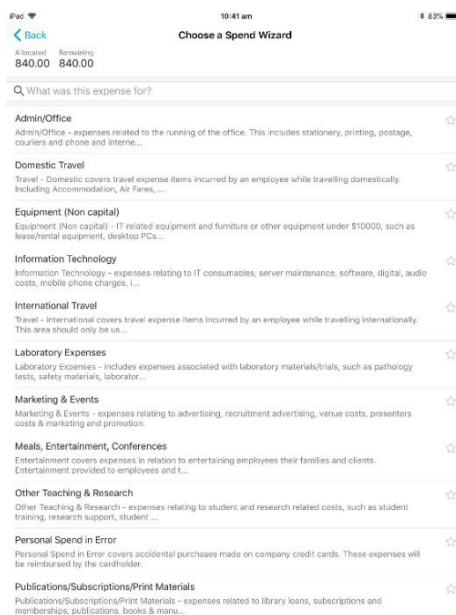 iPad
10:41 am
83%
Back
Choose a Spend Wizard
Allocated Remaining
840.00 840.00
What was this expense for?
Admin/Office
Admin/Office - expenses related to the running of the office. This includes stationery, printing, postage,
couriers and phone and interne...
Domestic Travel
Travel - Domestic covers travel expense items incurred by an employee while travelling domestically.
Including Accommodation, Air Fares, ...
Equipment (Non capital)
Equipment (Non capital) - IT related equipment and furniture or other equipment under $10000, such as
lease/rental equipment, desktop PCs...
Information Technology
Information Technology - expenses relating to IT consumables, server maintenance, software, digital, audio
costs, mobile phone charges, i...
International Travel
Travel - International covers travel expense items incurred by an employee while travelling internationally.
This area should only be us...
Laboratory Expenses
Laboratory Expenses - includes expenses associated with laboratory materials/trials, such as pathology
tests, safety materials, laborator...
Marketing & Events
Marketing & Events - expenses relating to advertising, recruitment advertising, venue costs, presenters
costs & marketing and promotion.
Meals, Entertainment, Conferences
Entertainment covers expenses in relation to entertaining employees their families and clients.
Entertainment provided to employees and t...
Other Teaching & Research
Other Teaching & Research - expenses relating to student and research related costs, such as student
training, research support, student ...
Personal Spend in Error
Personal Spend in Error covers accidental purchases made on company credit cards. These expenses will
be reimbursed by the cardholder.
Publications/Subscriptions/Print Materials
Publications/Subscriptions/Print Materials - expenses related to library loans, subscriptions and
memberships, publications, books & manu...